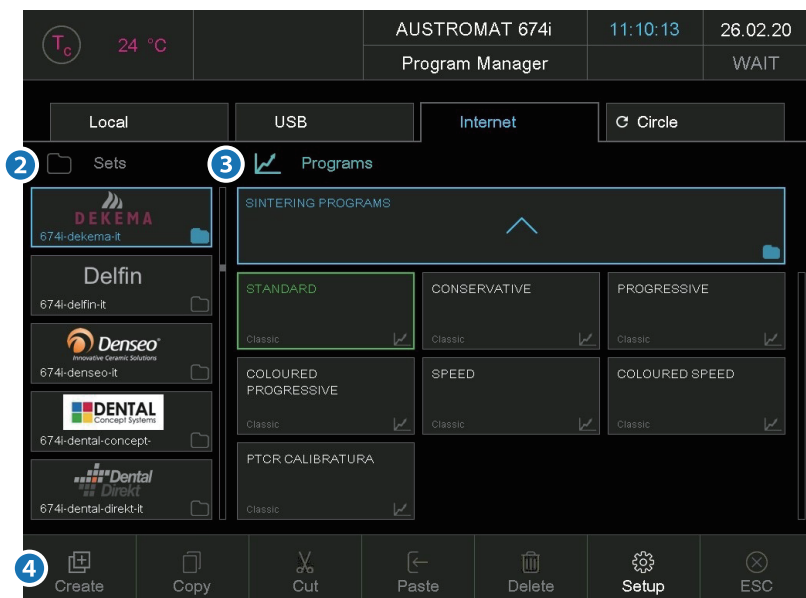 Tc
24 °C
AUSTROMAT 674i
11:10:13
26.02.20
Program Manager
WAIT
Local
USB
Internet
Circle
2
Sets
3
Programs
DEKEMA
674i-dekema-it
Delfin
674i-delfin-it
Denseo
Innovative Ceramic Solutions
674i-denseo-it
DENTAL
Concept Systems
674i-dental-concept-
Dental
Direkt
674i-dental-direkt-it
SINTERING PROGRAMS
STANDARD
Classic
CONSERVATIVE
Classic
PROGRESSIVE
Classic
COLOURED
PROGRESSIVE
Classic
SPEED
Classic
COLOURED SPEED
Classic
PTCR CALIBRATURA
Classic
4
Create
Copy
Cut
Paste
Delete
Setup
ESC